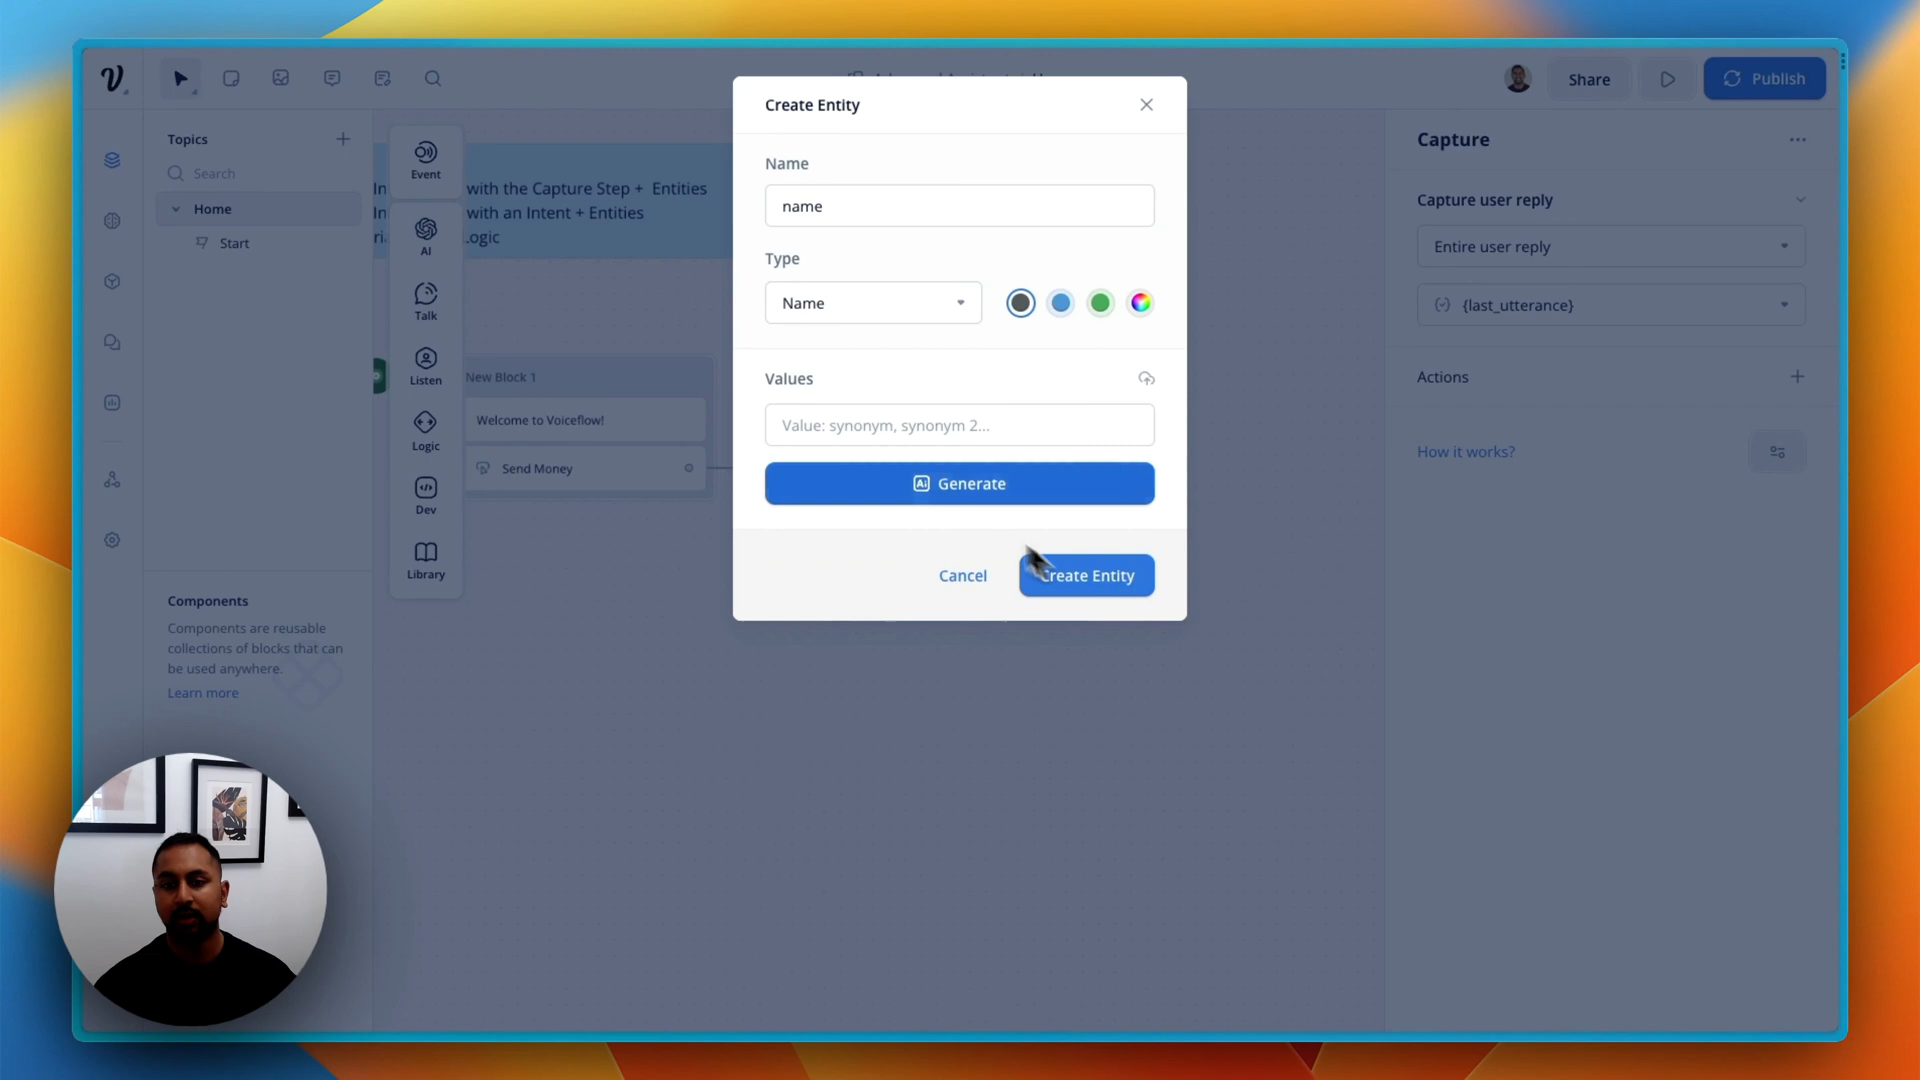 Share
Publish
Topics
Search
Home
Start
Components
Components are reusable
collections of blocks that can
be used anywhere.
Learn more
Event
AI
Talk
Listen
Logic
Dev
Library
with the Capture Step + Entities
with an Intent + Entities
New Block 1
Welcome to Voiceflow!
Send Money
Create Entity
Name
name
Type
Name
Values
Value: synonym, synonym 2...
Ai Generate
Cancel
Create Entity
Capture
Capture user reply
Entire user reply
{last_utterance}
Actions
How it works?